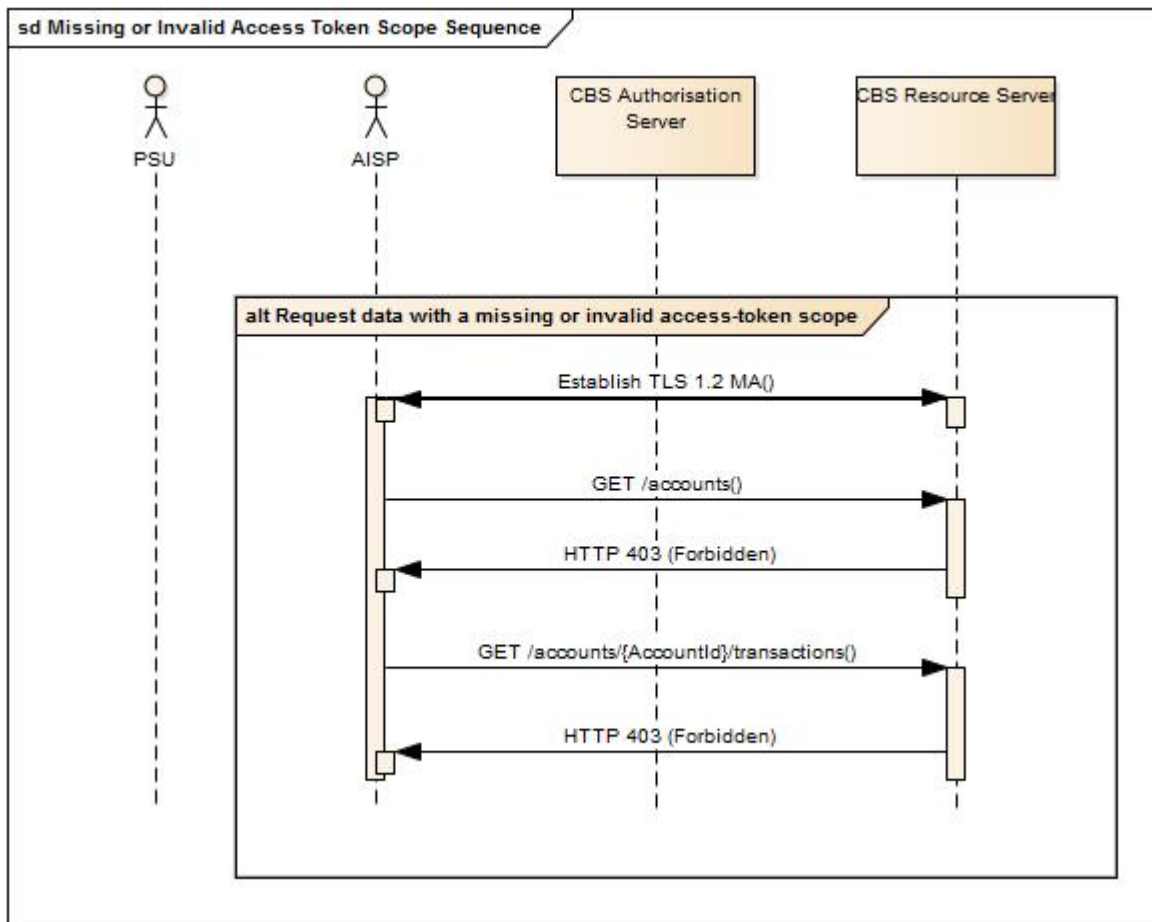 sd Missing or Invalid Access Token Scope Sequence
PSU
AISP
CBS Authorisation
Server
CBS Resource Server
alt Request data with a missing or invalid access-token scope
Establish TLS 1.2 MA()
GET /accounts()
HTTP 403 (Forbidden)
GET /accounts/{AccountId}/transactions()
HTTP 403 (Forbidden)